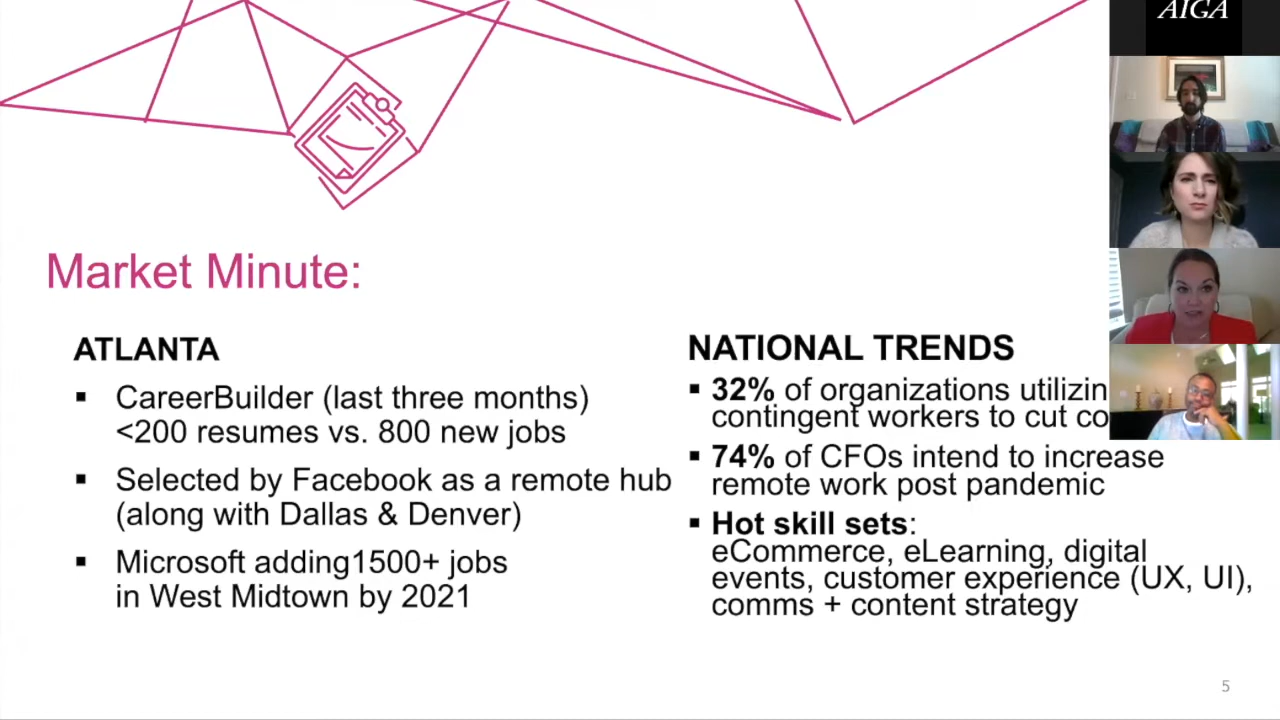 AIGA
Market Minute:
ATLANTA
▪ CareerBuilder (last three months)
<200 resumes vs. 800 new jobs
▪ Selected by Facebook as a remote hub
(along with Dallas & Denver)
▪ Microsoft adding1500+ jobs
in West Midtown by 2021
NATIONAL TRENDS
▪ 32% of organizations utilizin
contingent workers to cut co
▪ 74% of CFOs intend to increase
remote work post pandemic
▪ Hot skill sets:
eCommerce, eLearning, digital
events, customer experience (UX, UI),
comms + content strategy
5